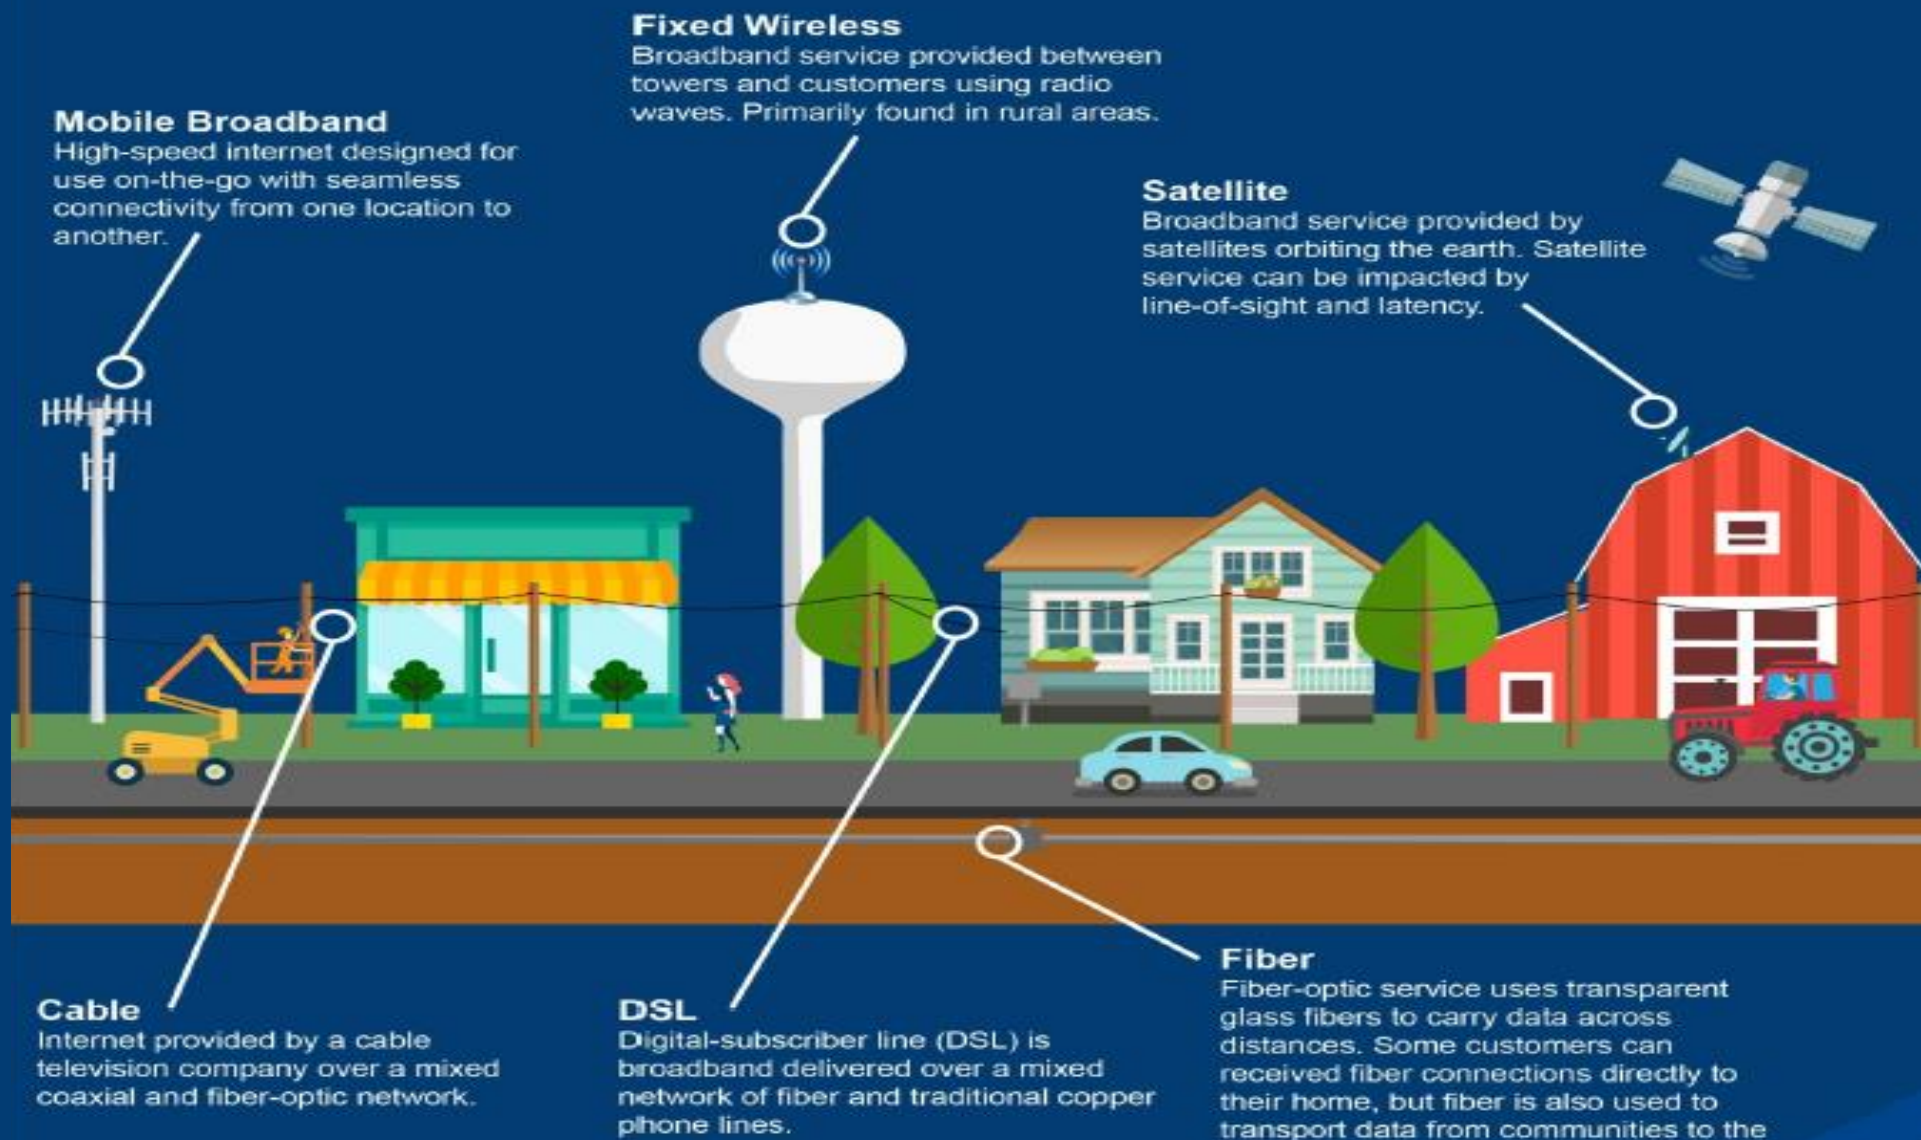 Fixed Wireless
Broadband service provided between
towers and customers using radio
waves. Primarily found in rural areas.
Mobile Broadband
High-speed internet designed for
use on-the-go with seamless
connectivity from one location to
another.
Satellite
Broadband service provided by
satellites orbiting the earth. Satellite
service can be impacted by
line-of-sight and latency.
Cable
Internet provided by a cable
television company over a mixed
coaxial and fiber-optic network.
DSL
Digital-subscriber line (DSL) is
broadband delivered over a mixed
network of fiber and traditional copper
phone lines.
Fiber
Fiber-optic service uses transparent
glass fibers to carry data across
distances. Some customers can
received fiber connections directly to
their home, but fiber is also used to
transport data from communities to the